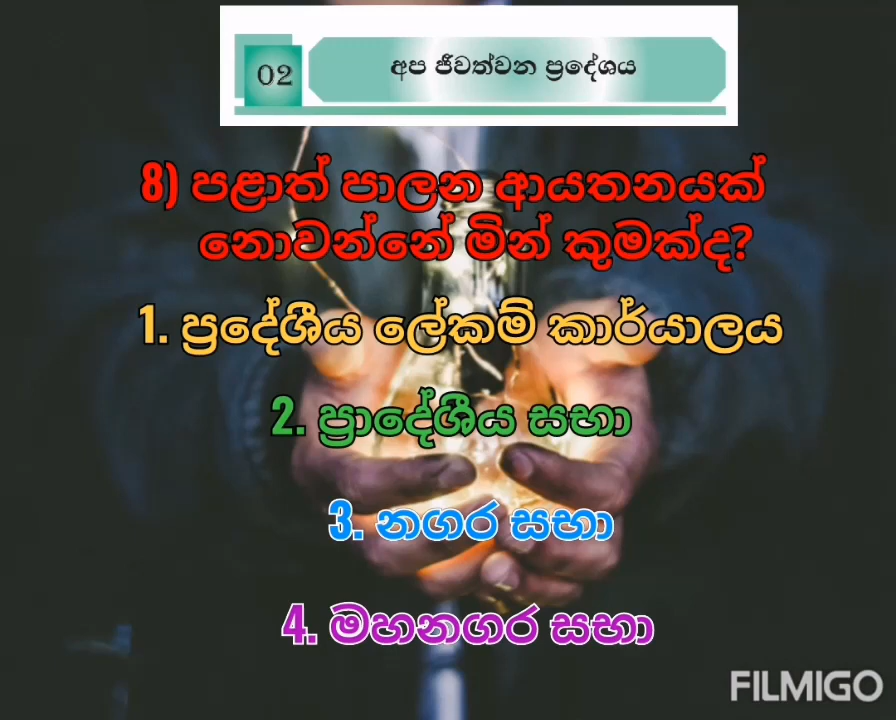 02
අප ජීවත්වන ප්‍රදේශය
8) පළාත් පාලන ආයතනයක්
නොවන්නේ මින් කුමක්ද?
1. ප්‍රදේශීය ලේකම් කාර්යාලය
2. ප්‍රාදේශීය සභා
3. නගර සභා
4. මහනගර සභා
FILMIGO